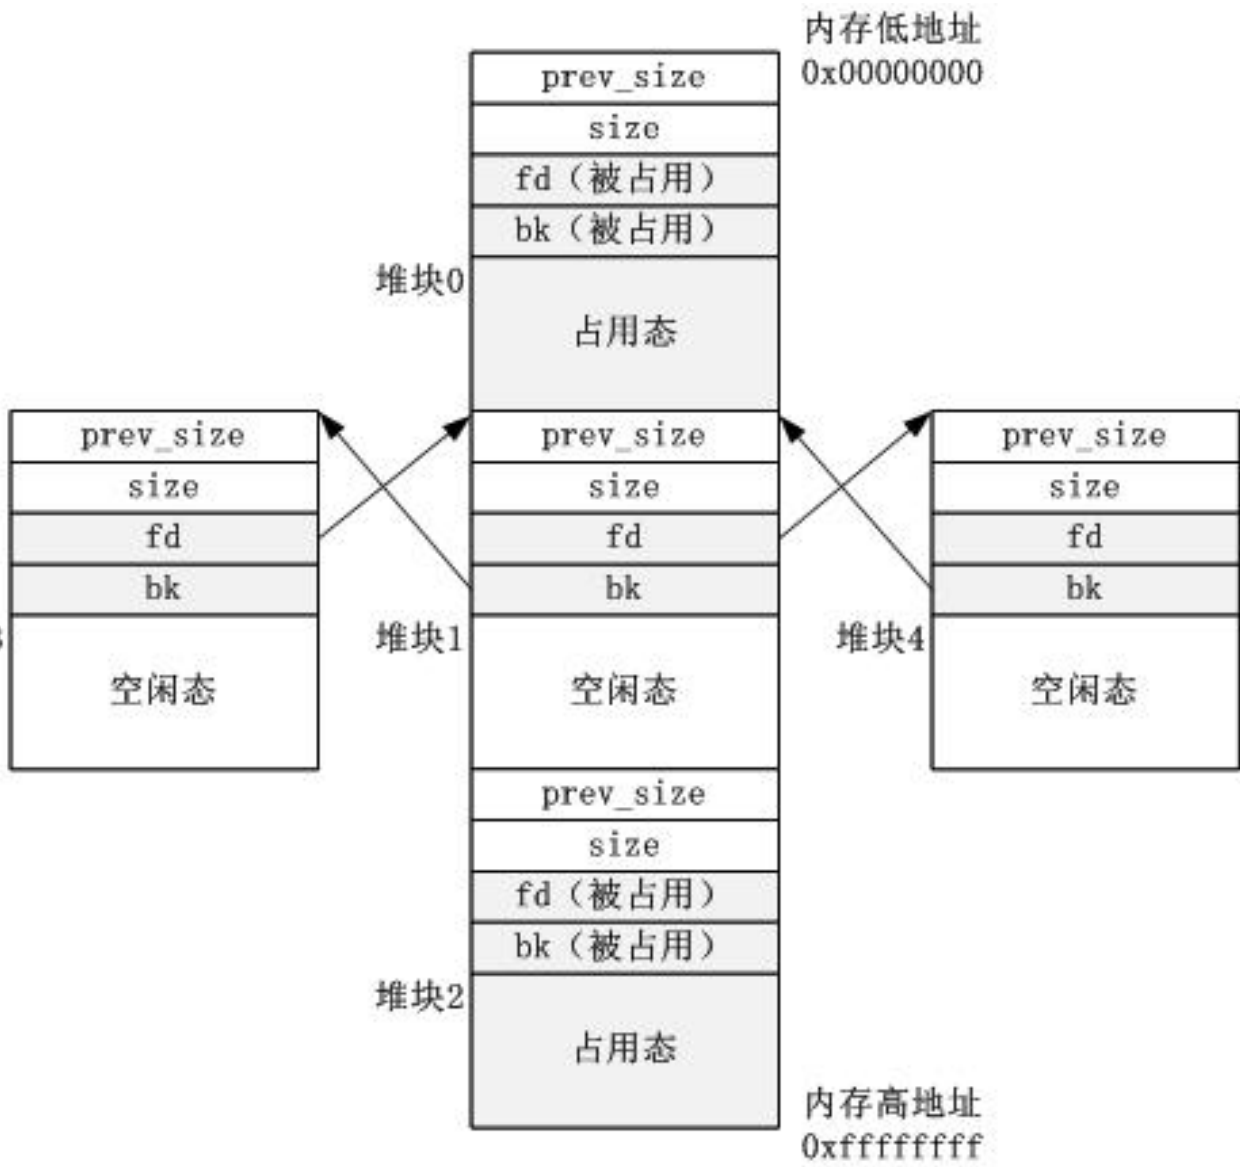 内存低地址
0x00000000
prev_size
size
fd（被占用）
bk（被占用）
堆块0
占用态
prev_size
size
fd
bk
空闲态
prev_size
size
fd
bk
堆块1
空闲态
prev_size
size
fd
bk
堆块4
空闲态
prev_size
size
fd（被占用）
bk（被占用）
堆块2
占用态
内存高地址
0xffffffff